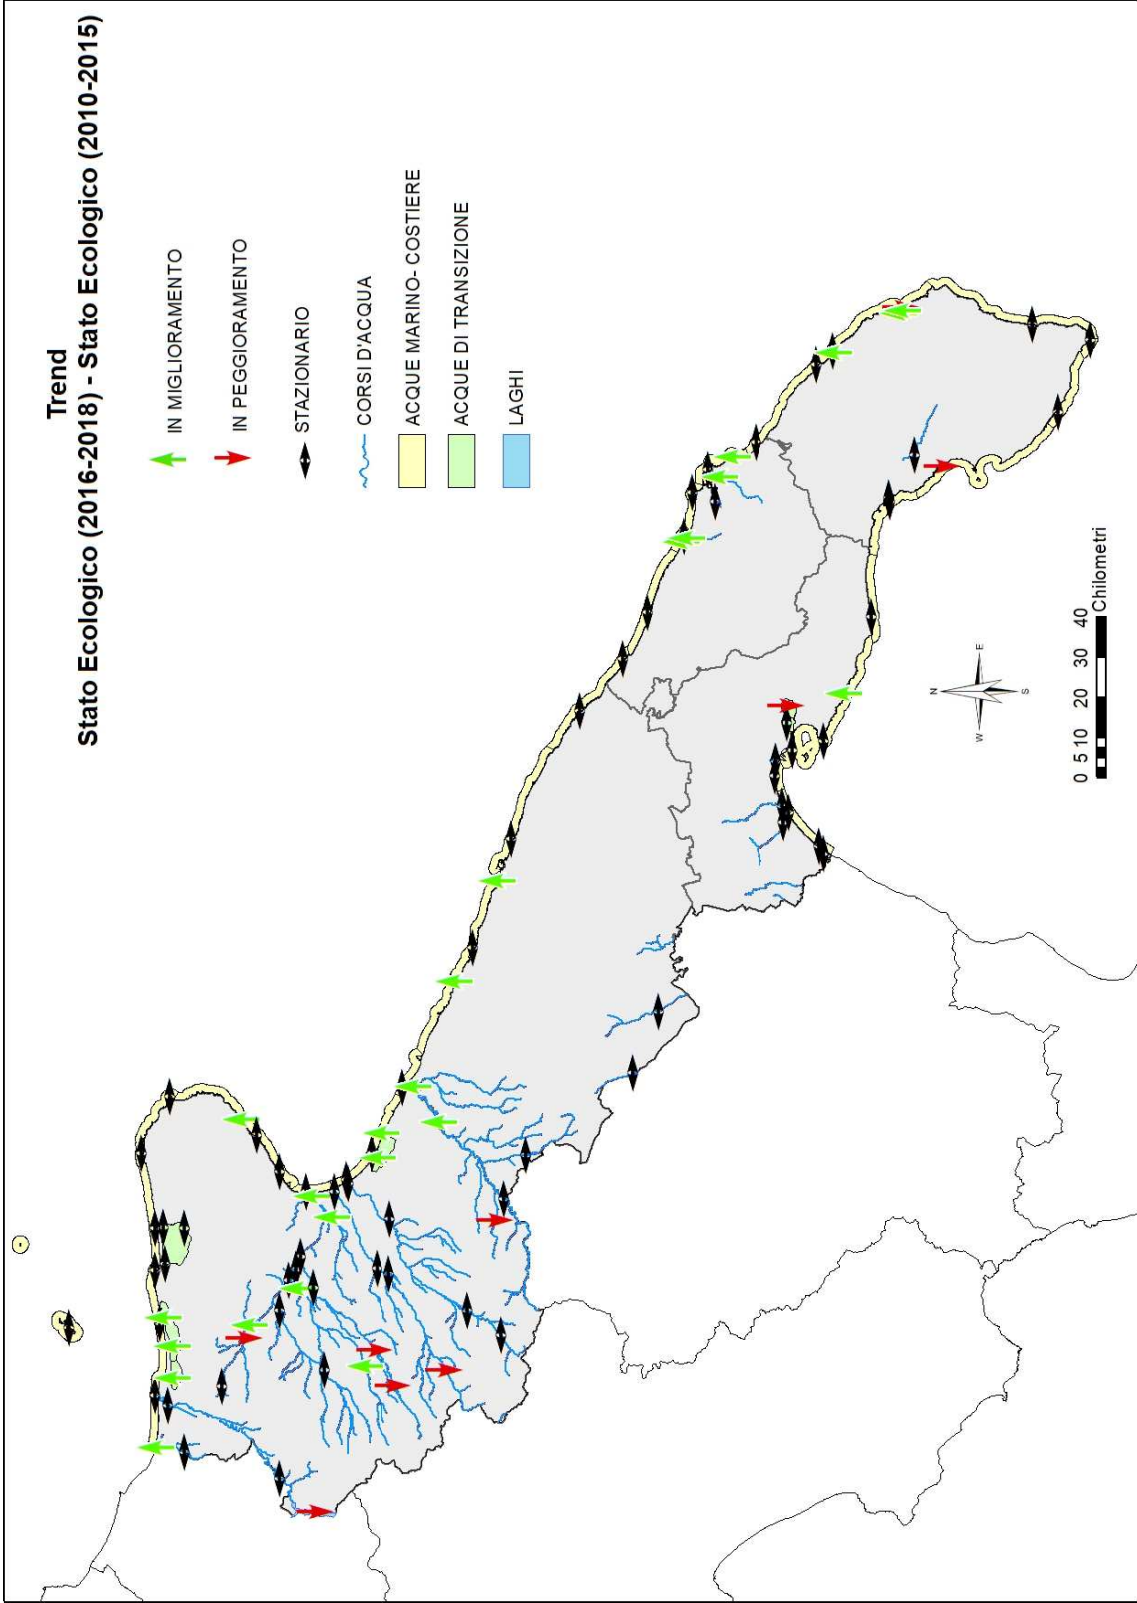 Trend
Stato Ecologico (2016-2018) - Stato Ecologico (2010-2015)
IN MIGLIORAMENTO
IN PEGGIORAMENTO
STAZIONARIO
CORSI D'ACQUA
ACQUE MARINO- COSTIERE
ACQUE DI TRANSIZIONE
LAGHI
N
W E
S
0 5 10 20 30 40
Chilometri